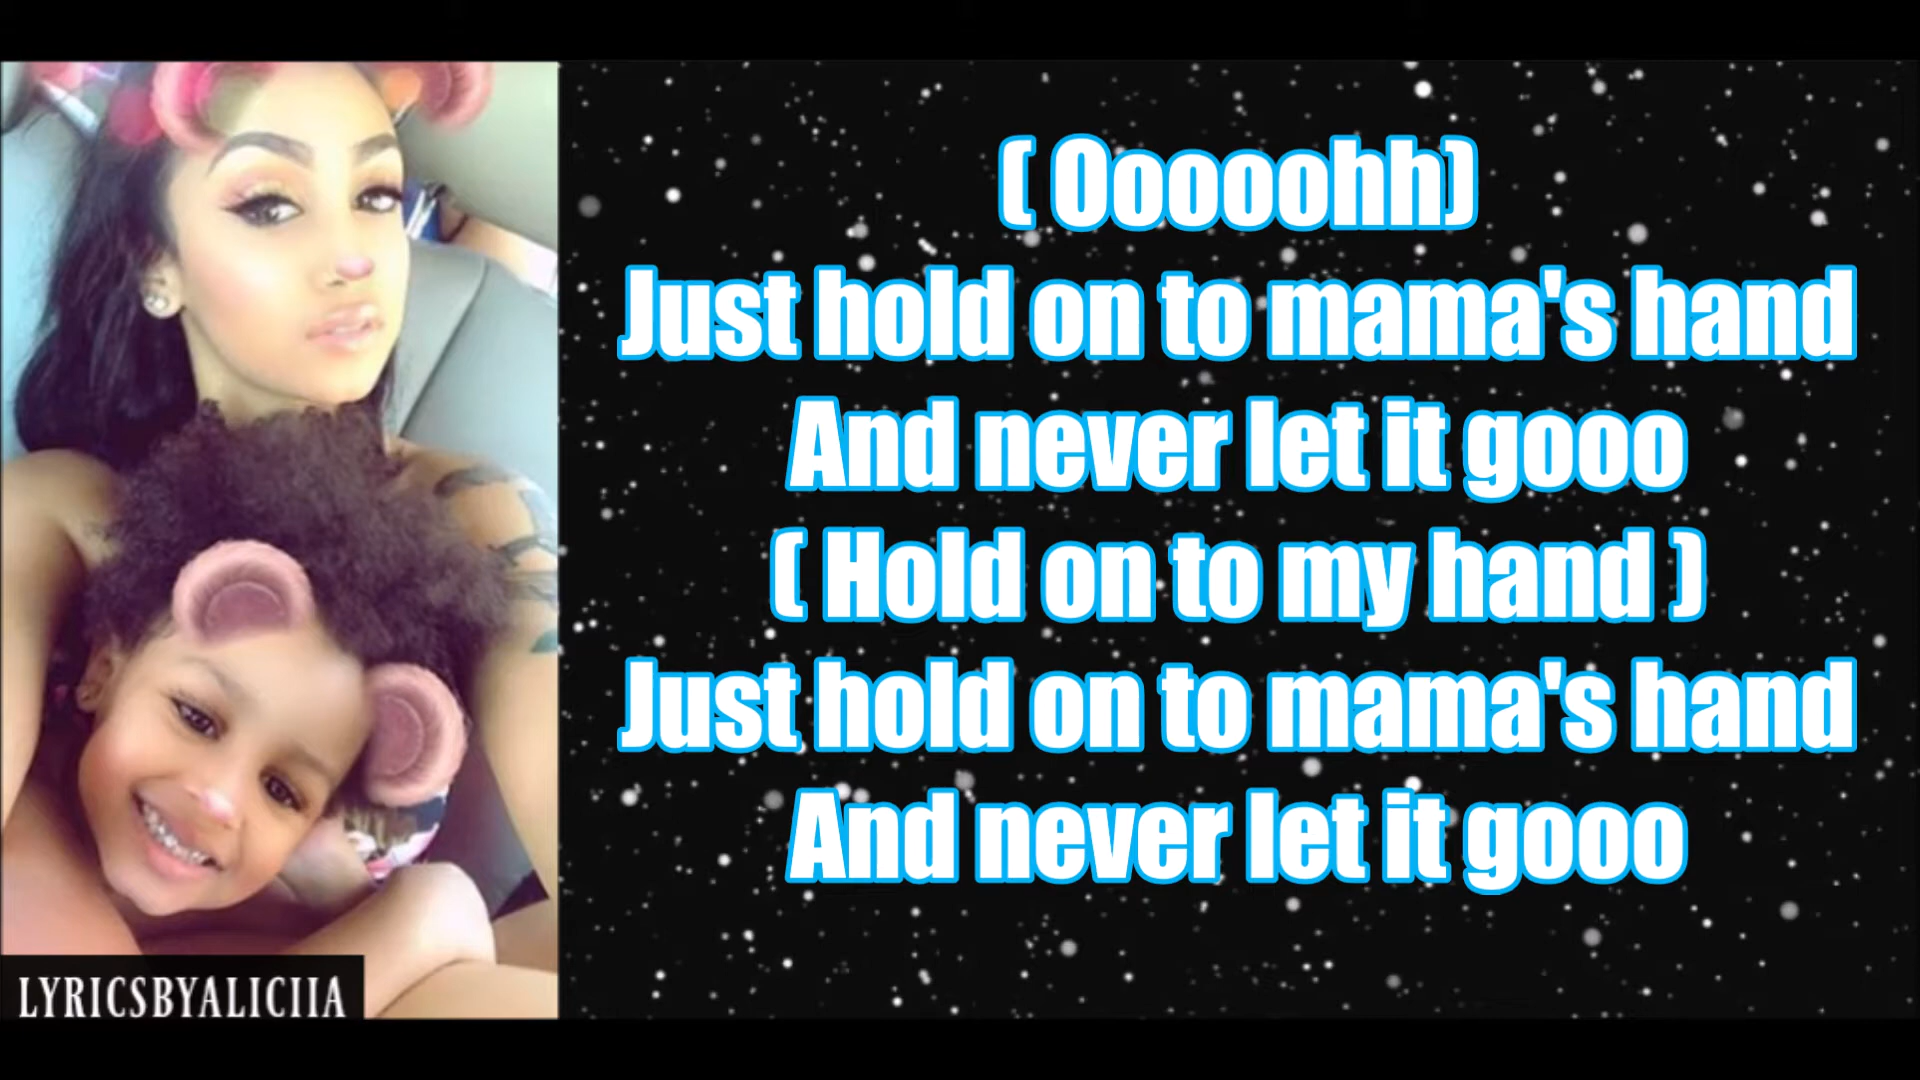 ( Ooooohh)
Just hold on to mama's hand
And never let it gooo
( Hold on to my hand )
Just hold on to mama's hand
And never let it gooo
LYRICSBYALICIIA